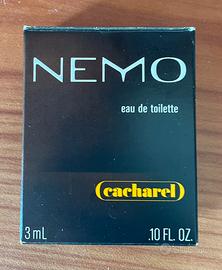 NEMO
eau de toilette
cacharel
3 mL .10 FL. OZ.